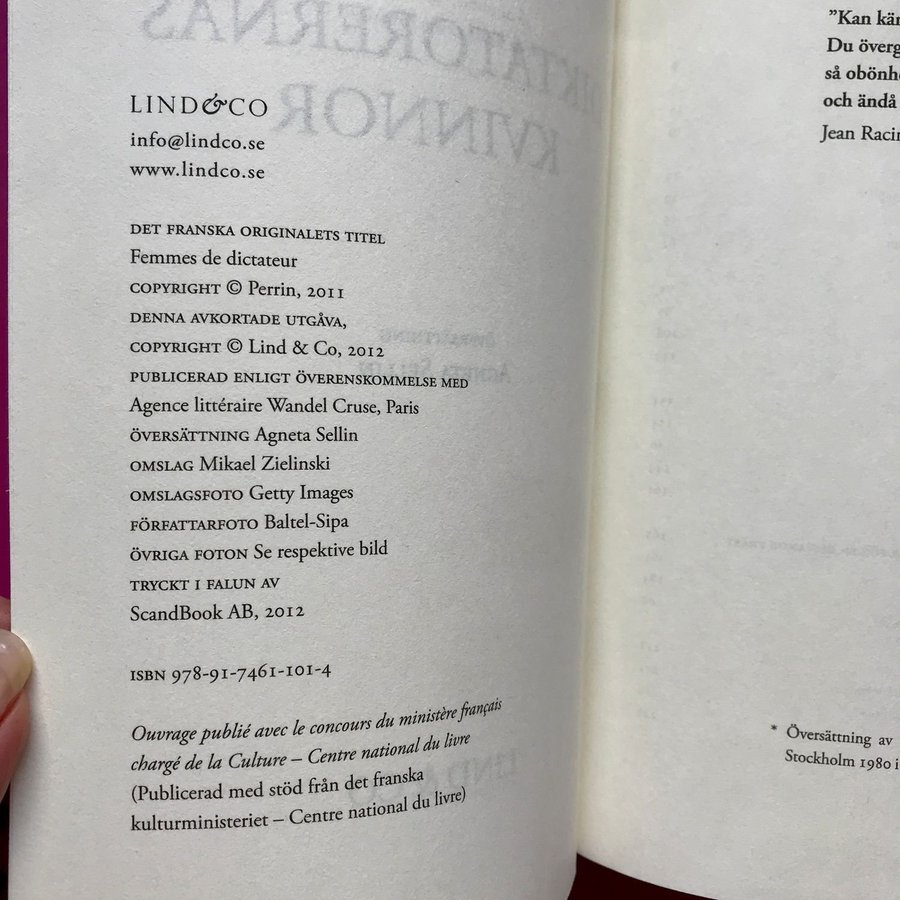 LIND&CO
info@lindco.se
www.lindco.se
DET FRANSKA ORIGINALETS TITEL
Femmes de dictateur
COPYRIGHT © Perrin, 2011
DENNA AVKORTADE UTGÅVA,
COPYRIGHT © Lind & Co, 2012
PUBLICERAD ENLIGT ÖVERENSKOMMELSE MED
Agence littéraire Wandel Cruse, Paris
ÖVERSÄTTNING Agneta Sellin
OMSLAG Mikael Zielinski
OMSLAGSFOTO Getty Images
FÖRFATTARFOTO Baltel-Sipa
ÖVRIGA FOTON Se respektive bild
TRYCKT I FALUN AV
ScandBook AB, 2012
ISBN 978-91-7461-101-4
Ouvrage publié avec le concours du ministère français
chargé de la Culture – Centre national du livre
(Publicerad med stöd från det franska
kulturministeriet – Centre national du livre)
”Kan kär
Du överg
så obönh
och ändå
Jean Racin
* Översättning av
Stockholm 1980 i